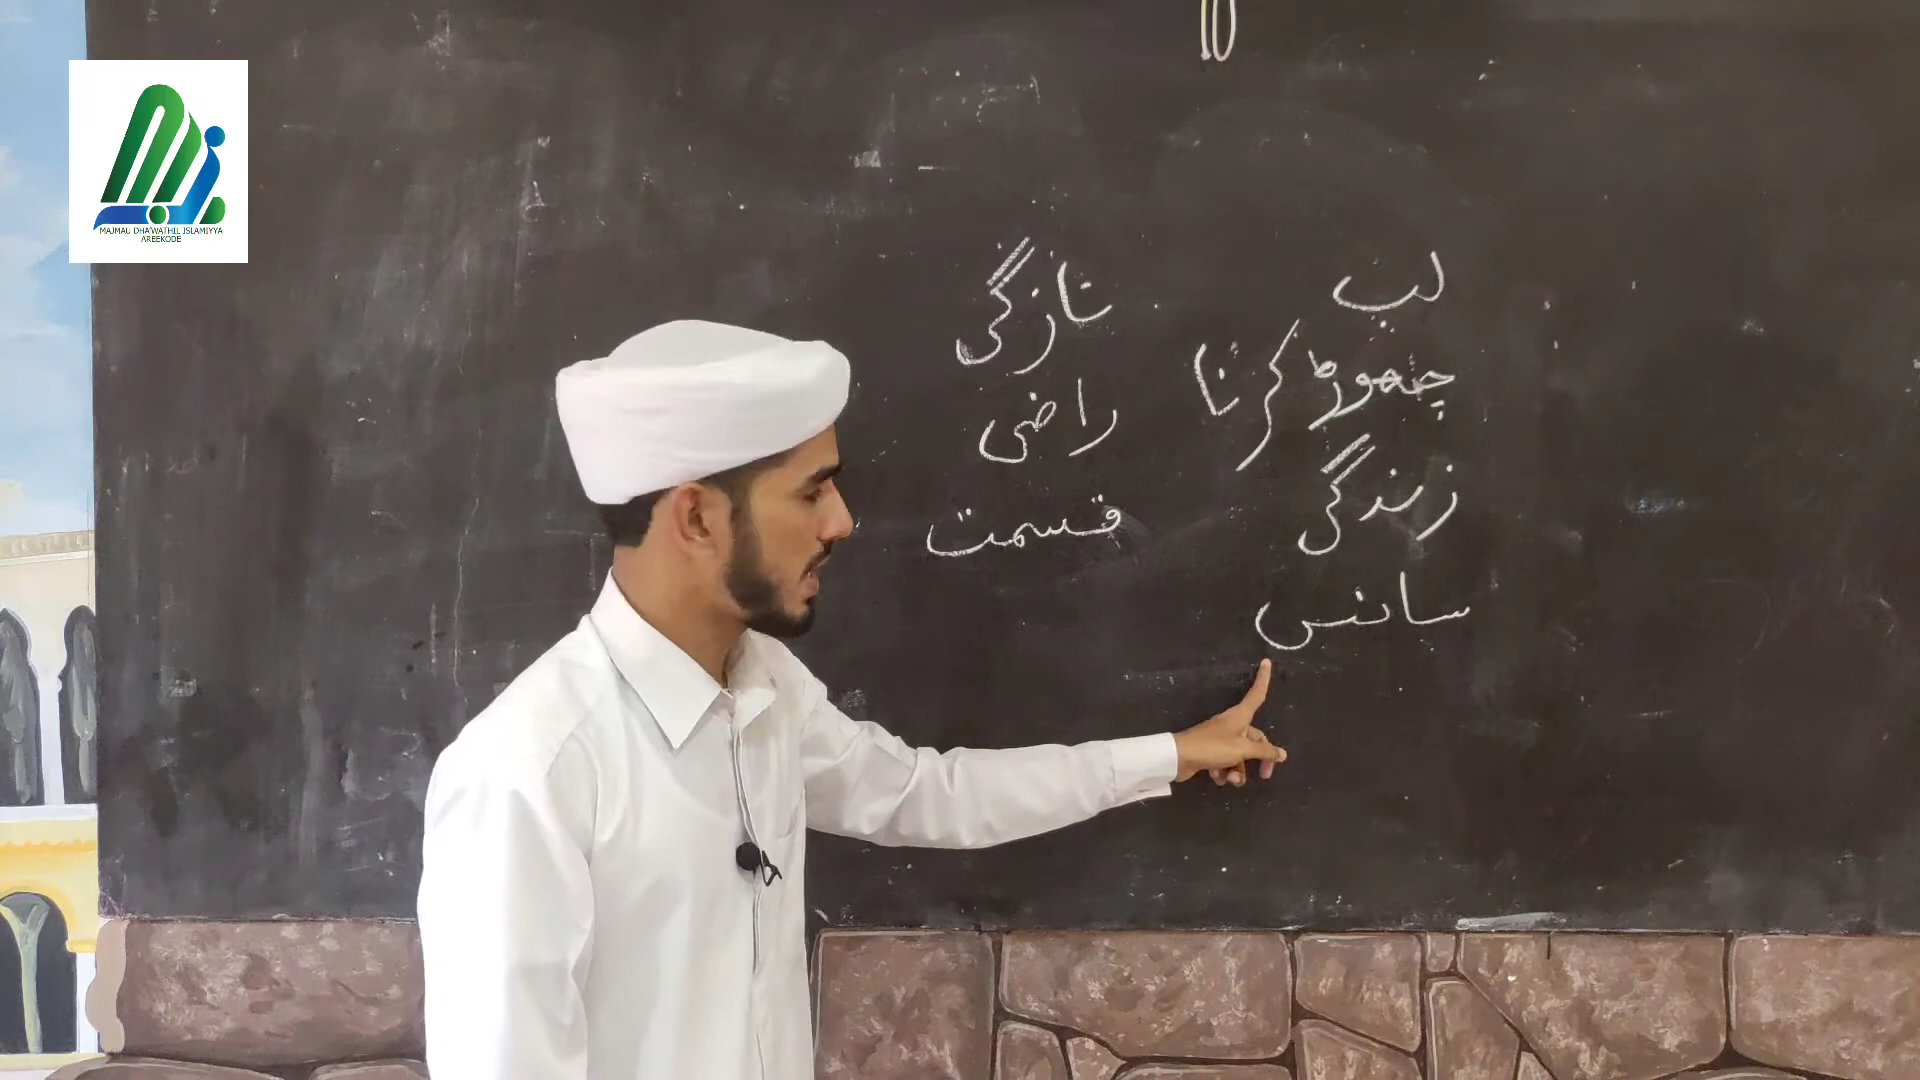 MAJMAU DHA'WATHIL ISLAMIYYA
AREEKODE
لب
چھوڑ کرنا
زندگی
سانس
تازگی
راضی
قسمت